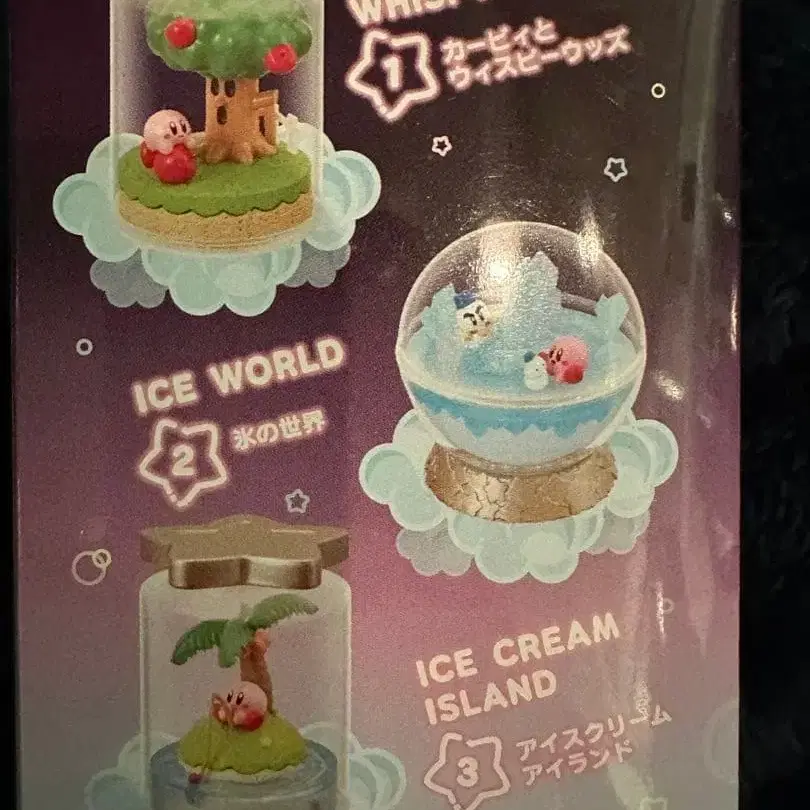 1
カービィと
ウィスピーウッズ
ICE WORLD
2
氷の世界
ICE CREAM
ISLAND
3
アイスクリーム
アイランド